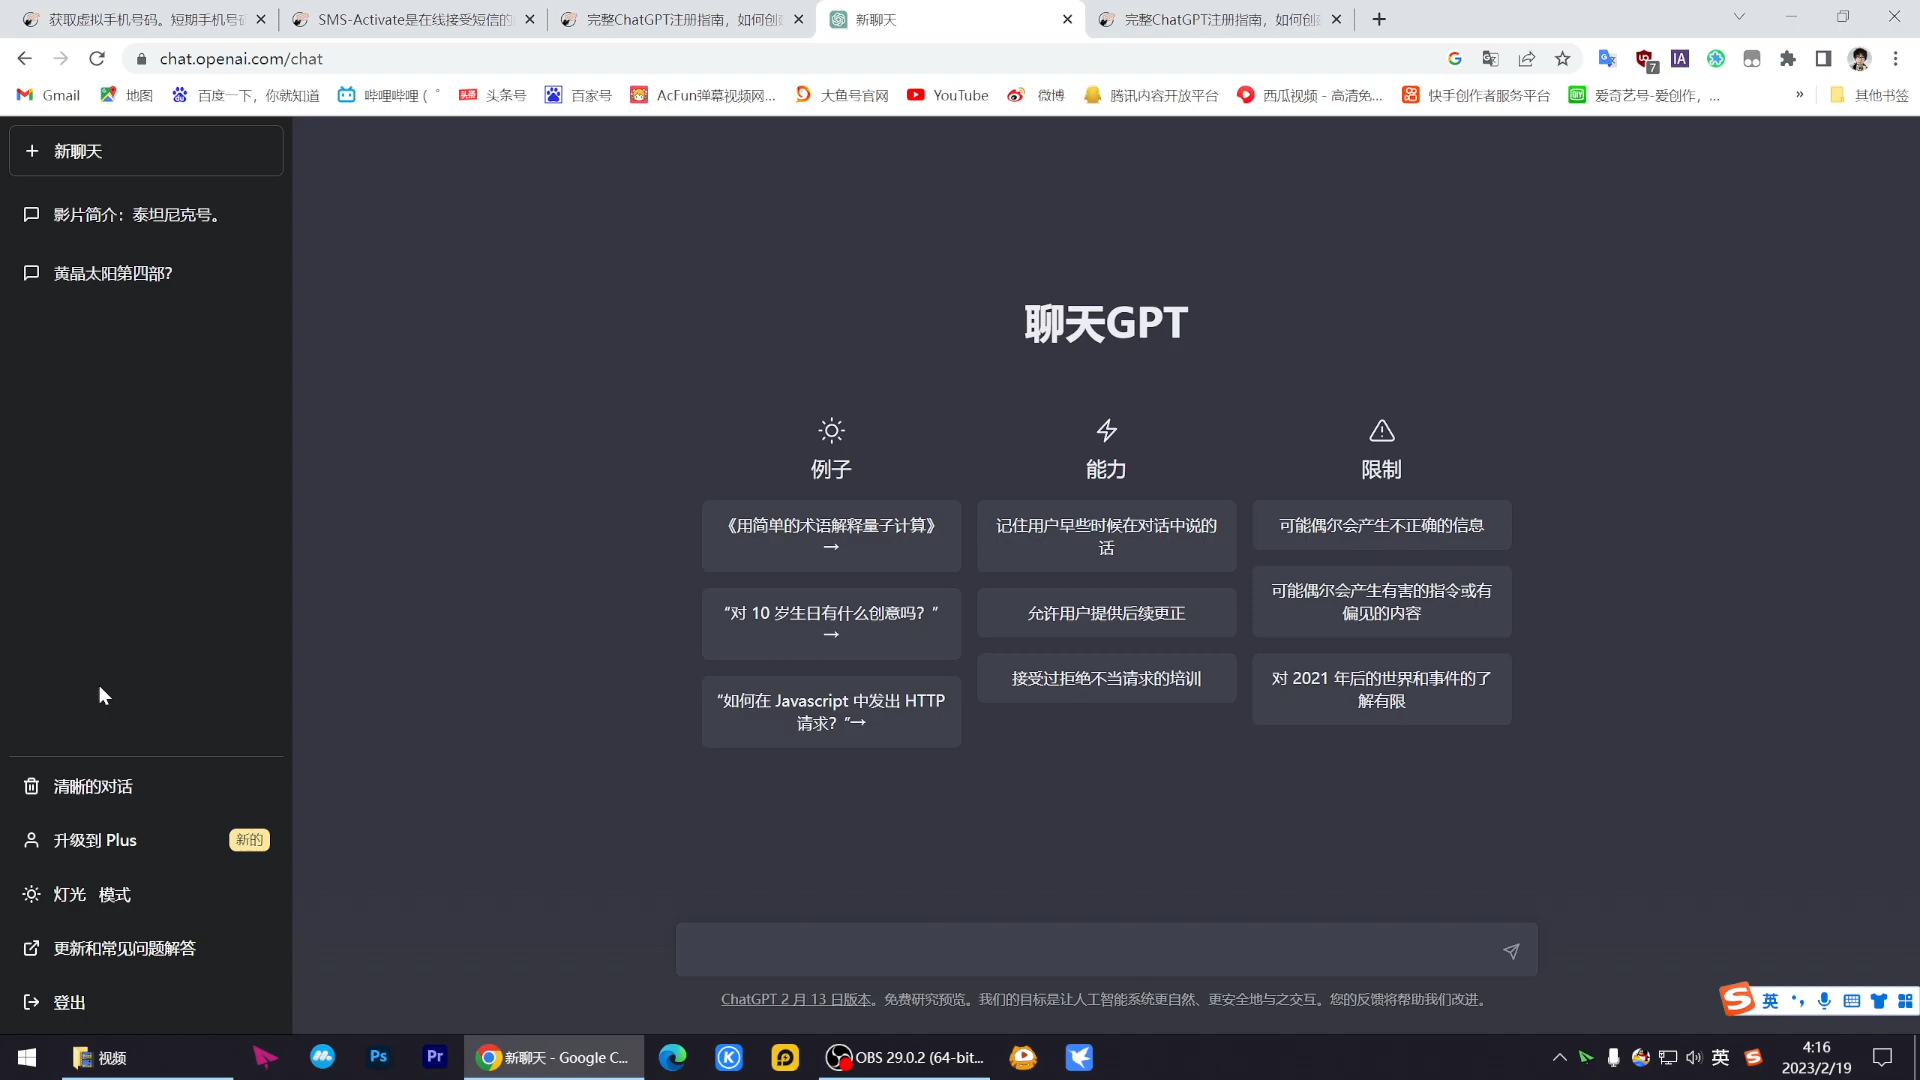 获取虚拟手机号码。短期手机号
SMS-Activate是在线接受短信的
完整ChatGPT注册指南，如何创
新聊天
完整ChatGPT注册指南，如何创
chat.openai.com/chat
7
IA
Gmail
地图
百度一下，你就知道
哔哩哔哩 (゜
头条号
百家号
AcFun弹幕视频网...
大鱼号官网
YouTube
微博
腾讯内容开放平台
西瓜视频 - 高清免...
快手创作者服务平台
爱奇艺号-爱创作，...
»
其他书签
新聊天
影片简介：泰坦尼克号。
黄晶太阳第四部?
清晰的对话
升级到 Plus
新的
灯光 模式
更新和常见问题解答
登出
聊天GPT
例子
《用简单的术语解释量子计算》
→
“对 10 岁生日有什么创意吗？”
→
“如何在 Javascript 中发出 HTTP
请求？”→
能力
记住用户早些时候在对话中说的
话
允许用户提供后续更正
接受过拒绝不当请求的培训
限制
可能偶尔会产生不正确的信息
可能偶尔会产生有害的指令或有
偏见的内容
对 2021 年后的世界和事件的了
解有限
ChatGPT 2 月 13 日版本。免费研究预览。我们的目标是让人工智能系统更自然、更安全地与之交互。您的反馈将帮助我们改进。
英
视频
Ps
Pr
新聊天 - Google C...
OBS 29.0.2 (64-bit...
英
4:16
2023/2/19